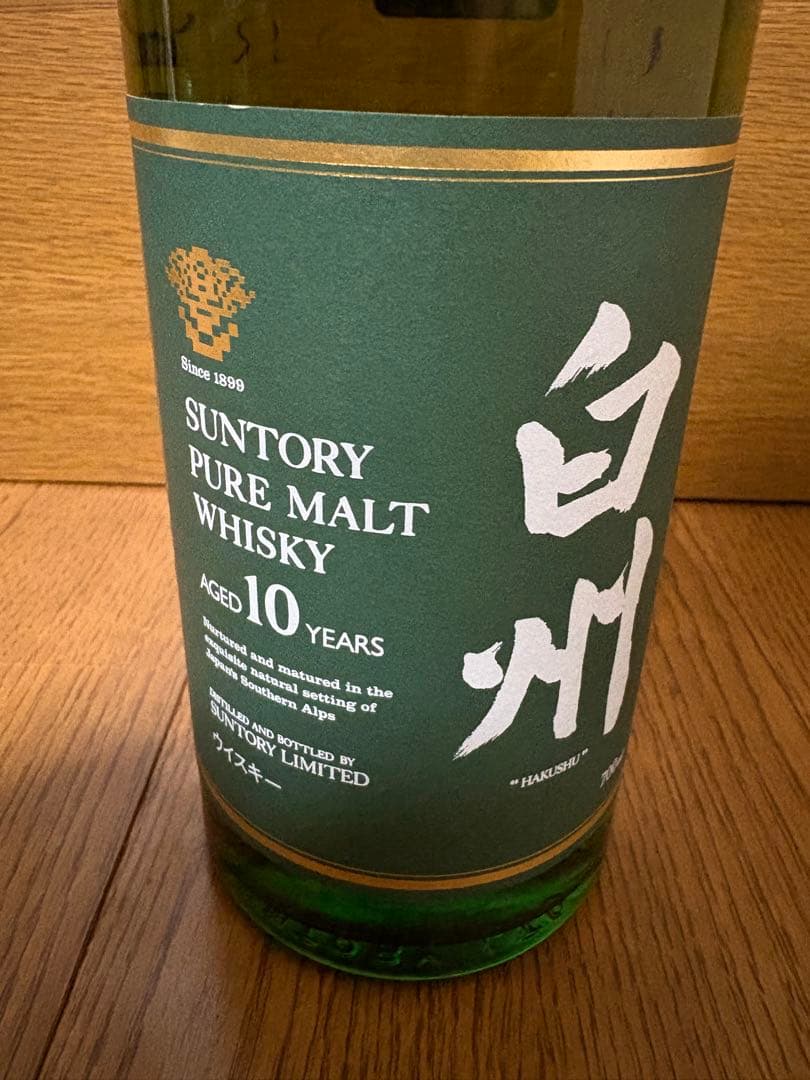 Since 1899
SUNTORY
PURE MALT
WHISKY
AGED 10 YEARS
Nurtured and matured in the
exquisite natural setting of
Japan's Southern Alps
DISTILLED AND BOTTLED BY
SUNTORY LIMITED
ウイスキー
白州
"HAKUSHU"